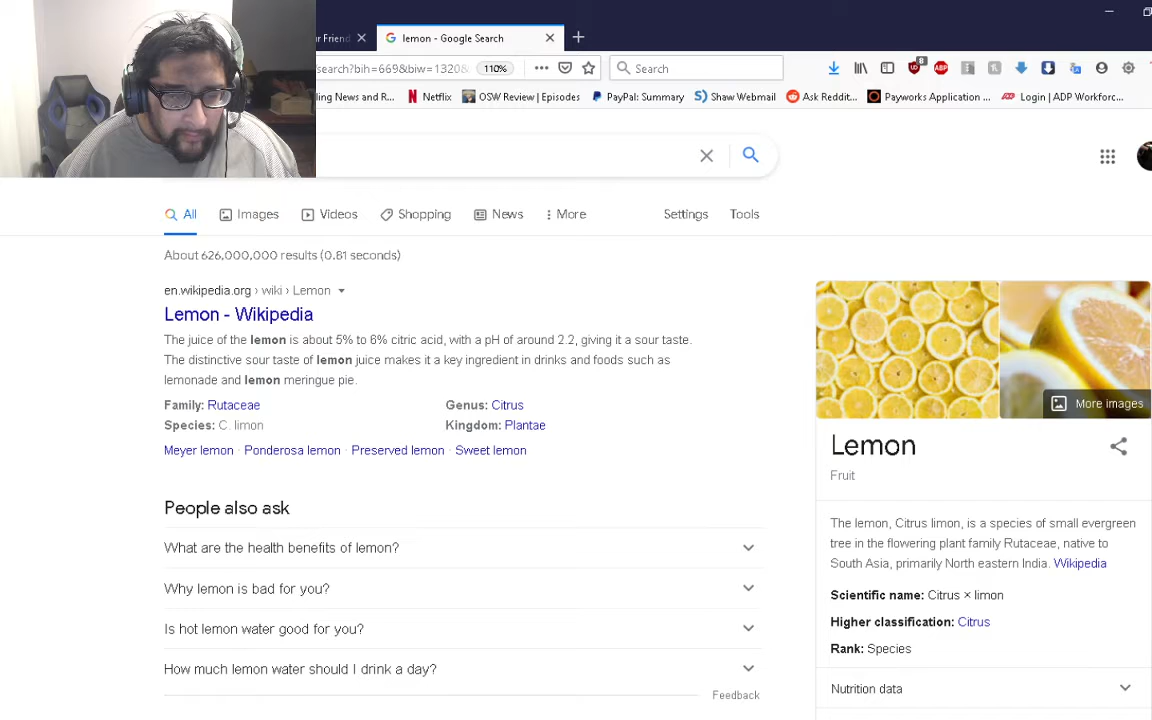 ur Friend
lemon - Google Search
search?bih=669&biw=1320&
110%
Search
8
ABP
ling News and R...
Netflix
OSW Review | Episodes
PayPal: Summary
Shaw Webmail
Ask Reddit...
Payworks Application ...
Login | ADP Workforc...
All
Images
Videos
Shopping
News
More
Settings
Tools
About 626,000,000 results (0.81 seconds)
en.wikipedia.org › wiki › Lemon
Lemon - Wikipedia
The juice of the lemon is about 5% to 6% citric acid, with a pH of around 2.2, giving it a sour taste.
The distinctive sour taste of lemon juice makes it a key ingredient in drinks and foods such as
lemonade and lemon meringue pie.
Family: Rutaceae
Genus: Citrus
Species: C. limon
Kingdom: Plantae
Meyer lemon · Ponderosa lemon · Preserved lemon · Sweet lemon
People also ask
What are the health benefits of lemon?
Why lemon is bad for you?
Is hot lemon water good for you?
How much lemon water should I drink a day?
Feedback
More images
Lemon
Fruit
The lemon, Citrus limon, is a species of small evergreen
tree in the flowering plant family Rutaceae, native to
South Asia, primarily North eastern India. Wikipedia
Scientific name: Citrus × limon
Higher classification: Citrus
Rank: Species
Nutrition data